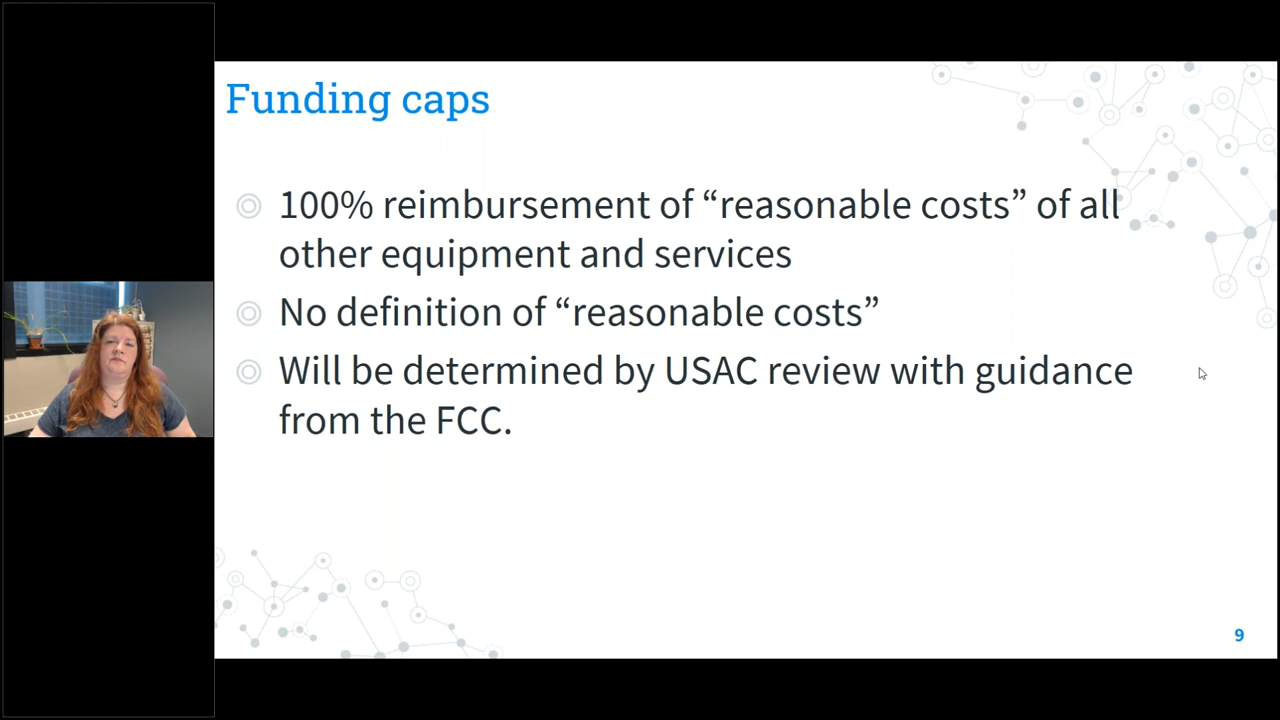 Funding caps
100% reimbursement of “reasonable costs” of all
other equipment and services
No definition of “reasonable costs”
Will be determined by USAC review with guidance
from the FCC.
9